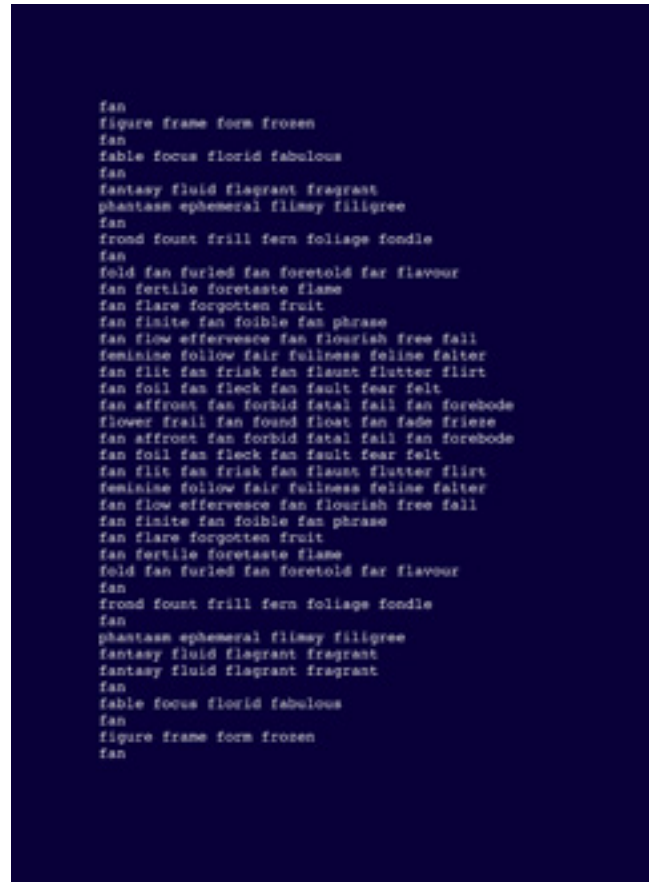 fan
figure frame form frozen
fan
fable focus florid fabulous
fan
fantasy fluid flagrant fragrant
phantasm ephemeral flimsy filigree
fan
frond fount frill fern foliage fondle
fan
fold fan furled fan foretold far flavour
fan fertile foretaste flame
fan flare forgotten fruit
fan finite fan foible fan phrase
fan flow effervesce fan flourish free fall
feminine follow fair fullness feline falter
fan flit fan frisk fan flaunt flutter flirt
fan foil fan fleck fan fault fear felt
fan affront fan forbid fatal fail fan forebode
flower frail fan found float fan fade frieze
fan affront fan forbid fatal fail fan forebode
fan foil fan fleck fan fault fear felt
fan flit fan frisk fan flaunt flutter flirt
feminine follow fair fullness feline falter
fan flow effervesce fan flourish free fall
fan finite fan foible fan phrase
fan flare forgotten fruit
fan fertile foretaste flame
fold fan furled fan foretold far flavour
fan
frond fount frill fern foliage fondle
fan
phantasm ephemeral flimsy filigree
fantasy fluid flagrant fragrant
fantasy fluid flagrant fragrant
fan
fable focus florid fabulous
fan
figure frame form frozen
fan